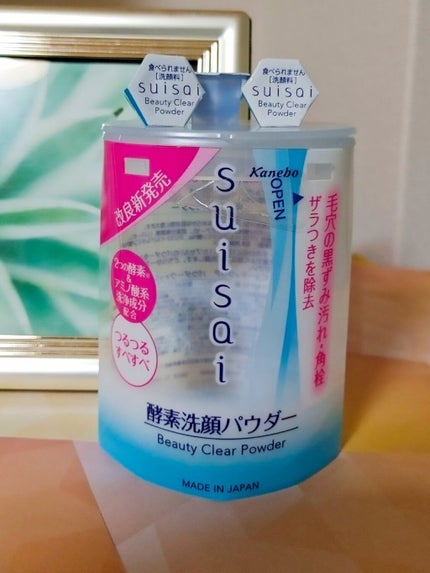 食べられません
[洗顔料]
suisai
Beauty Clear
Powder
食べられません
[洗顔料]
suisai
Beauty Clear
Powder
改良新発売
Kanebo
OPEN
suisai
毛穴の黒ずみ汚れ・角栓
ザラつきを除去
2つの酵素&
アミノ酸系
洗浄成分
配合
つるつる
すべすべ
酵素洗顔パウダー
Beauty Clear Powder
MADE IN JAPAN